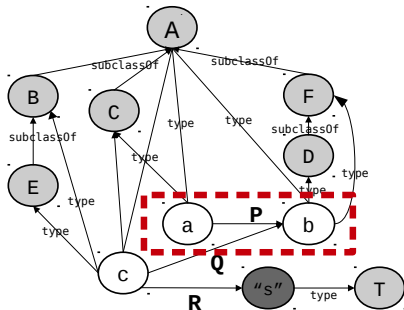 A
subclassOf
subclassOf
B
C
F
subclassOf
type
type
subclassOf
type
D
type
type
E
type
type
a
P
b
c
Q
R
"s"
type
T